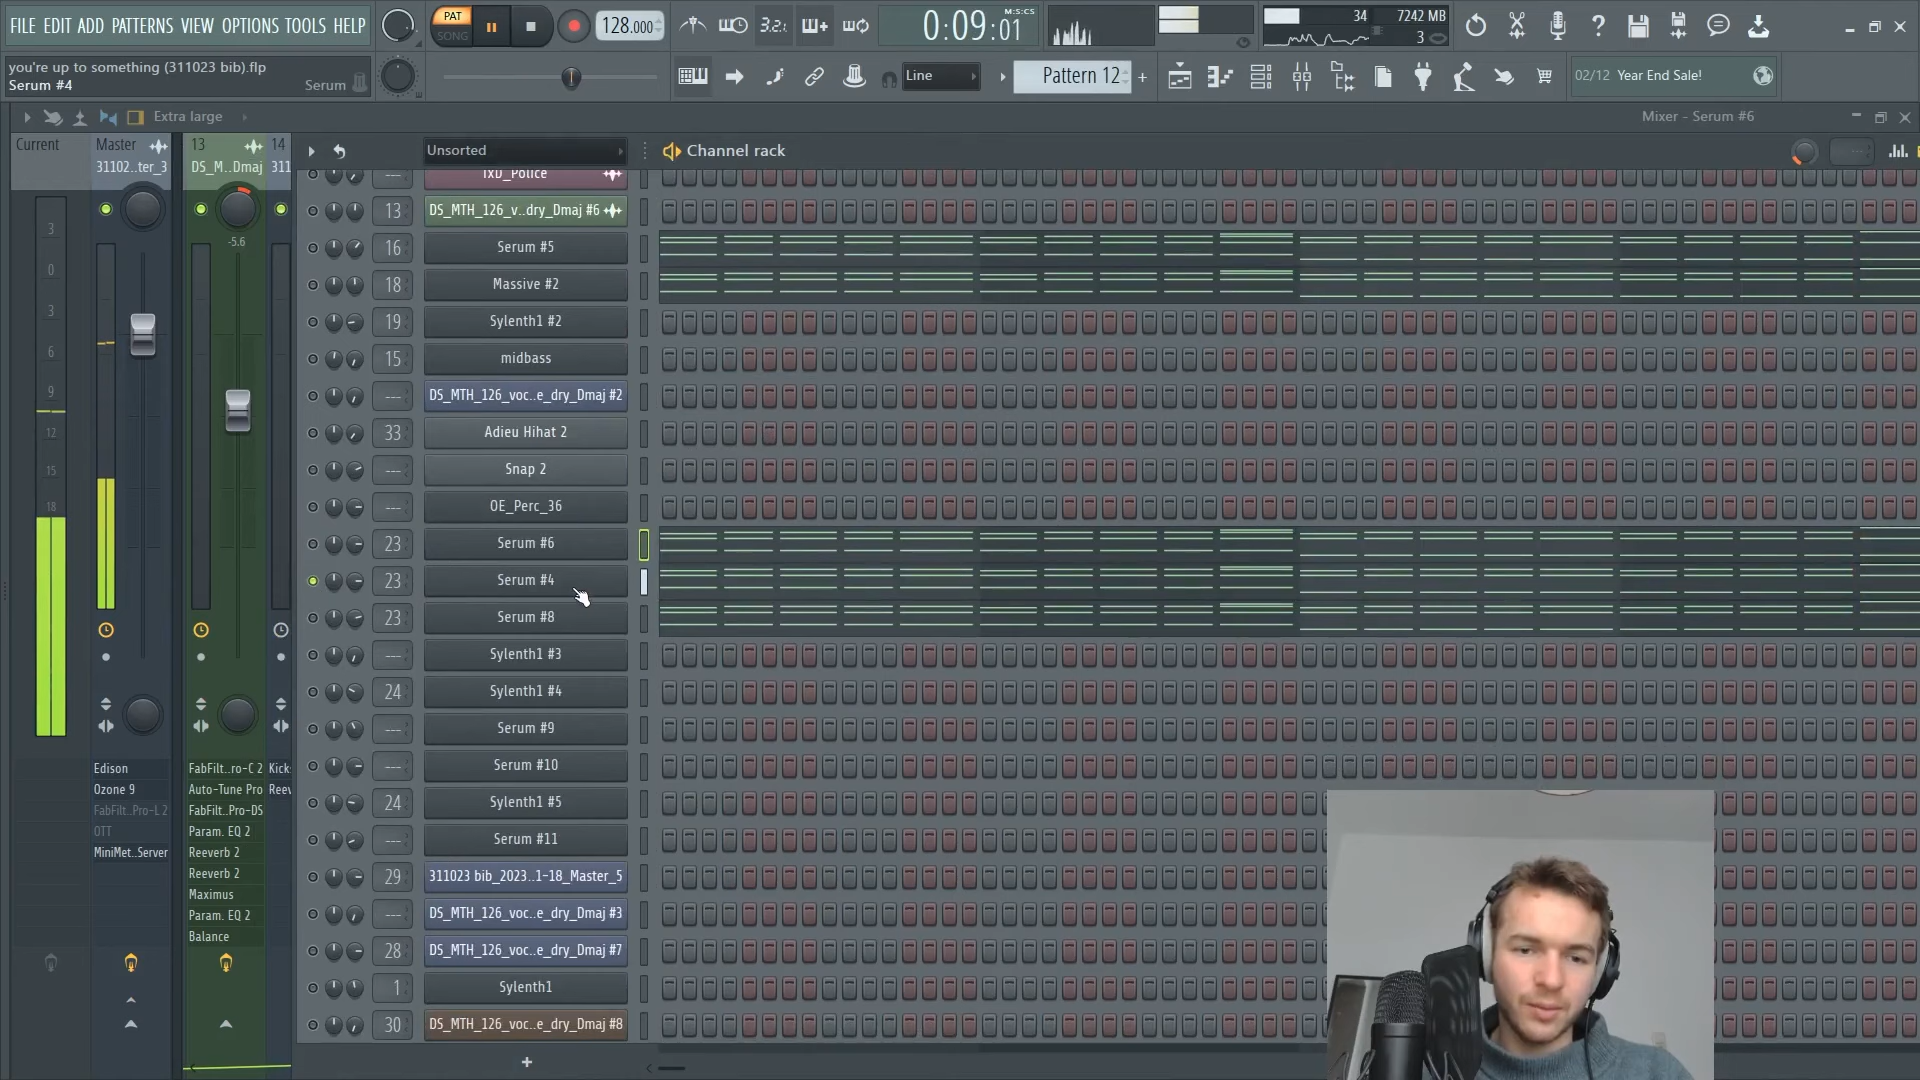 FILE EDIT ADD PATTERNS VIEW OPTIONS TOOLS HELP
PAT
SONG
128.000
3.2.
0:09:01
M:S:CS
34
7242 MB
3
you're up to something (311023 bib).flp
Serum #4
Serum
Line
Pattern 12
02/12 Year End Sale!
Extra large
Mixer - Serum #6
Current
Master
31102..ter_3
13
DS_M..Dmaj
14
311
Unsorted
Channel rack
-5.6
3
0
3
6
9
12
15
18
--- TxD_Police
13 DS_MTH_126_v..dry_Dmaj #6
16 Serum #5
18 Massive #2
19 Sylenth1 #2
15 midbass
--- DS_MTH_126_voc..e_dry_Dmaj #2
33 Adieu Hihat 2
--- Snap 2
--- OE_Perc_36
23 Serum #6
23 Serum #4
23 Serum #8
--- Sylenth1 #3
24 Sylenth1 #4
--- Serum #9
--- Serum #10
24 Sylenth1 #5
--- Serum #11
29 311023 bib_2023..1-18_Master_5
--- DS_MTH_126_voc..e_dry_Dmaj #3
28 DS_MTH_126_voc..e_dry_Dmaj #7
1 Sylenth1
30 DS_MTH_126_voc..e_dry_Dmaj #8
Edison
Ozone 9
FabFilt..Pro-L 2
OTT
MiniMet..Server
FabFilt..ro-C 2
Auto-Tune Pro
FabFilt..Pro-DS
Param. EQ 2
Reeverb 2
Reeverb 2
Maximus
Param. EQ 2
Balance
Kicks
Reev